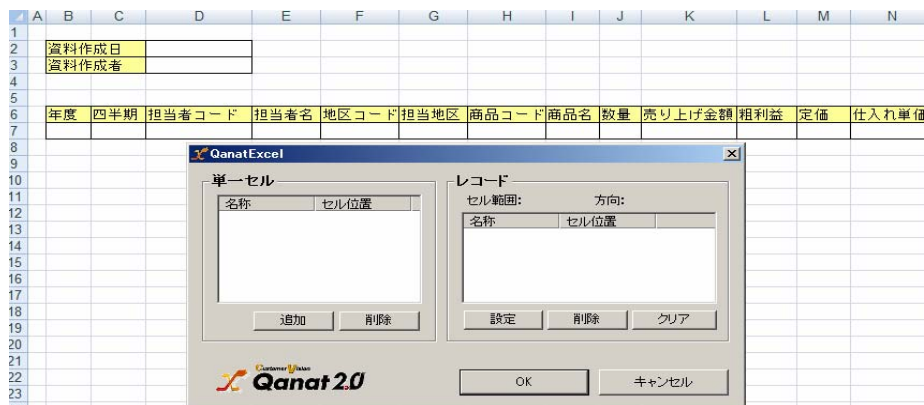 A B C D E F G H I J K L M N
1
2 資料作成日
3 資料作成者
4
5
6 年度 四半期 担当者コード 担当者名 地区コード 担当地区 商品コード 商品名 数量 売り上げ金額 粗利益 定価 仕入れ単価
7
8
9
10
11
12
13
14
15
16
17
18
19
20
21
22
23
QanatExcel
単一セル
名称 セル位置
追加 削除
レコード
セル範囲: 方向:
名称 セル位置
設定 削除 クリア
Customer Vision
Qanat 2.0
OK キャンセル